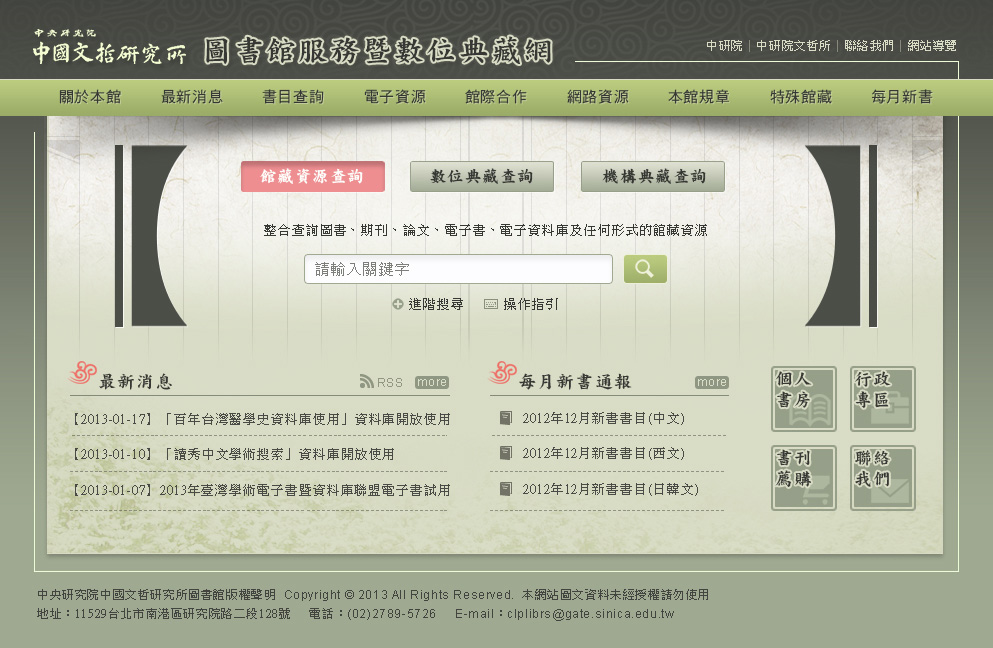 中央研究院
中國文哲研究所 圖書館服務暨數位典藏網
中研院 | 中研院文哲所 | 聯絡我們 | 網站導覽
關於本館 最新消息 書目查詢 電子資源 館際合作 網路資源 本館規章 特殊館藏 每月新書
館藏資源查詢 數位典藏查詢 機構典藏查詢
整合查詢圖書、期刊、論文、電子書、電子資料庫及任何形式的館藏資源
請輸入關鍵字
進階搜尋 操作指引
最新消息 RSS more
【2013-01-17】「百年台灣醫學史資料庫使用」資料庫開放使用
【2013-01-10】「讀秀中文學術搜索」資料庫開放使用
【2013-01-07】2013年臺灣學術電子書暨資料庫聯盟電子書試用
每月新書通報 more
2012年12月新書書目(中文)
2012年12月新書書目(西文)
2012年12月新書書目(日韓文)
個人
書房
行政
專區
書刊
薦購
聯絡
我們
中央研究院中國文哲研究所圖書館版權聲明 Copyright © 2013 All Rights Reserved. 本網站圖文資料未經授權請勿使用
地址：11529台北市南港區研究院路二段128號 電話：(02)2789-5726 E-mail：clplibrs@gate.sinica.edu.tw